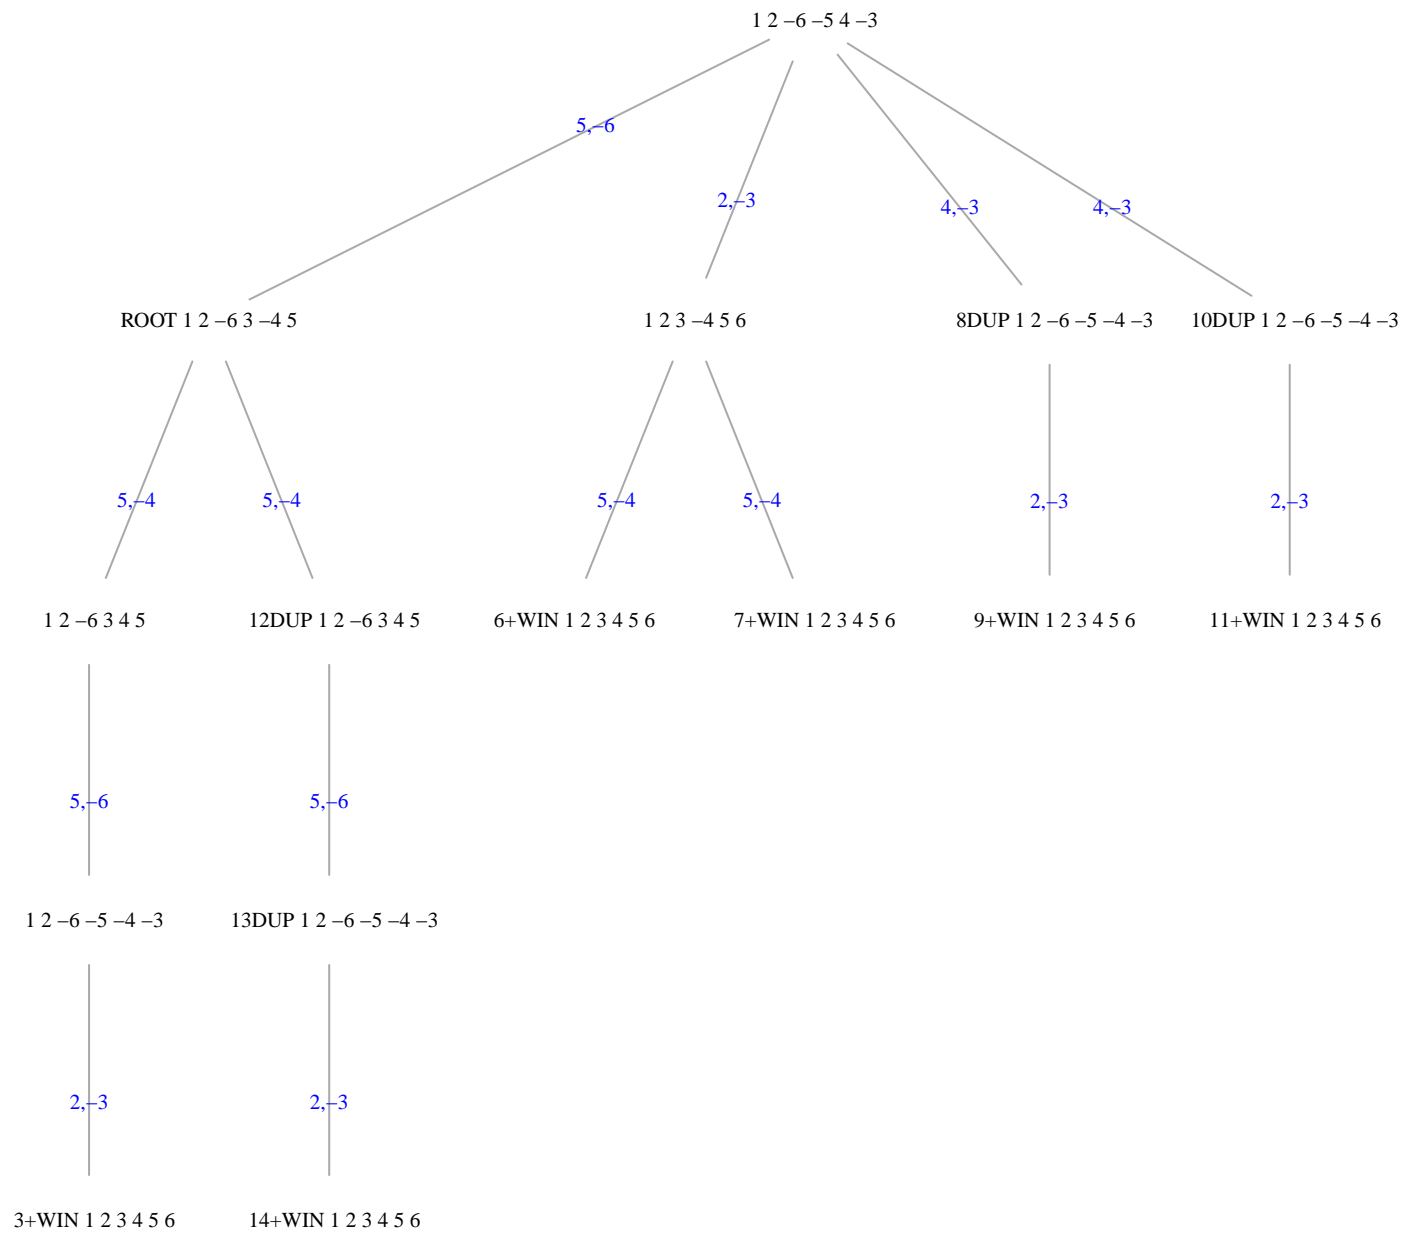 1 2 –6 –5 4 –3
5,–6
2,–3
4,–3
4,–3
ROOT 1 2 –6 3 –4 5
1 2 3 –4 5 6
8DUP 1 2 –6 –5 –4 –3
10DUP 1 2 –6 –5 –4 –3
5,–4
5,–4
5,–4
5,–4
2,–3
2,–3
1 2 –6 3 4 5
12DUP 1 2 –6 3 4 5
6+WIN 1 2 3 4 5 6
7+WIN 1 2 3 4 5 6
9+WIN 1 2 3 4 5 6
11+WIN 1 2 3 4 5 6
5,–6
5,–6
1 2 –6 –5 –4 –3
13DUP 1 2 –6 –5 –4 –3
2,–3
2,–3
3+WIN 1 2 3 4 5 6
14+WIN 1 2 3 4 5 6